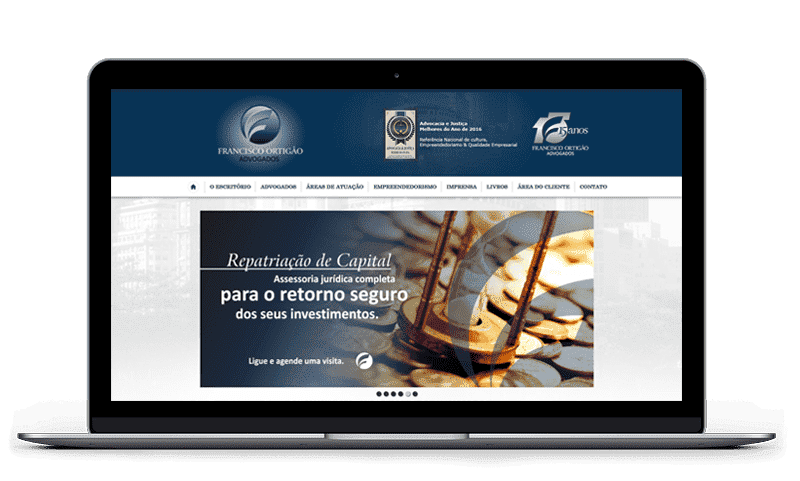 FRANCISCO ORTIGÃO
ADVOGADOS
Advocacia e Justiça
Melhores do Ano de 2016
Referência Nacional de cultura,
Empreendedorismo & Qualidade Empresarial
15 anos
FRANCISCO ORTIGÃO
ADVOGADOS
O ESCRITÓRIO ADVOGADOS ÁREAS DE ATUAÇÃO EMPREENDEDORISMO IMPRENSA LIVROS ÁREA DO CLIENTE CONTATO
Repatriação de Capital
Assessoria jurídica completa
para o retorno seguro
dos seus investimentos.
Ligue e agende uma visita.